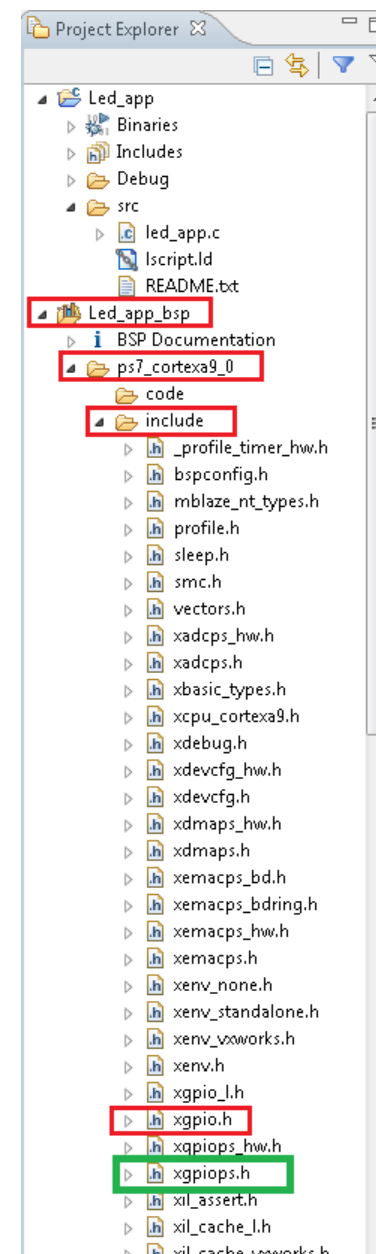 Project Explorer
Led_app
Binaries
Includes
Debug
src
led_app.c
lscript.ld
README.txt
Led_app_bsp
BSP Documentation
ps7_cortexa9_0
code
include
_profile_timer_hw.h
bspconfig.h
mblaze_nt_types.h
profile.h
sleep.h
smc.h
vectors.h
xadcps_hw.h
xadcps.h
xbasic_types.h
xcpu_cortexa9.h
xdebug.h
xdevcfg_hw.h
xdevcfg.h
xdmaps_hw.h
xdmaps.h
xemacps_bd.h
xemacps_bdring.h
xemacps_hw.h
xemacps.h
xenv_none.h
xenv_standalone.h
xenv_vxworks.h
xenv.h
xgpio_l.h
xgpio.h
xgpiops_hw.h
xgpiops.h
xil_assert.h
xil_cache_l.h
xil_cache_vxworks.h